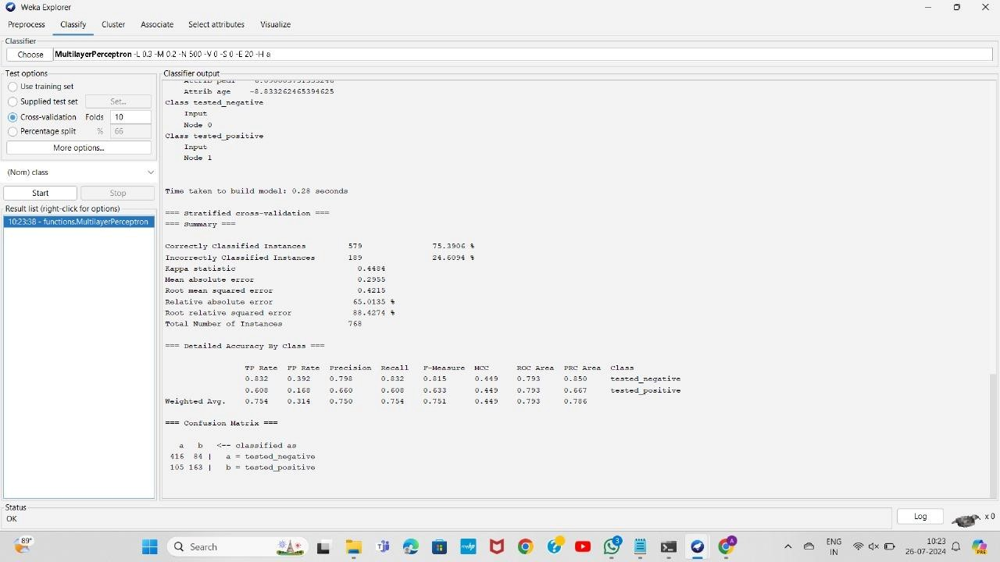 Weka Explorer
Preprocess Classify Cluster Associate Select attributes Visualize
Classifier
Choose MultilayerPerceptron -L 0.3 -M 0.2 -N 500 -V 0 -S 0 -E 20 -H a
Test options
Use training set
Supplied test set Set...
Cross-validation Folds 10
Percentage split % 66
More options...
(Nom) class
Start Stop
Result list (right-click for options)
10:23:38 - functions.MultilayerPerceptron
Classifier output
Attrib pedi
Attrib age -8.833262465394625
Class tested_negative
Input
Node 0
Class tested_positive
Input
Node 1
Time taken to build model: 0.28 seconds
=== Stratified cross-validation ===
=== Summary ===
Correctly Classified Instances 579 75.3906 %
Incorrectly Classified Instances 189 24.6094 %
Kappa statistic 0.4484
Mean absolute error 0.2955
Root mean squared error 0.4215
Relative absolute error 65.0135 %
Root relative squared error 88.4274 %
Total Number of Instances 768
=== Detailed Accuracy By Class ===
TP Rate FP Rate Precision Recall F-Measure MCC ROC Area PRC Area Class
0.832 0.392 0.798 0.832 0.815 0.449 0.793 0.850 tested_negative
0.608 0.168 0.660 0.608 0.633 0.449 0.793 0.667 tested_positive
Weighted Avg. 0.754 0.314 0.750 0.754 0.751 0.449 0.793 0.786
=== Confusion Matrix ===
a b <-- classified as
416 84 | a = tested_negative
105 163 | b = tested_positive
Status
OK
Log x 0
89°
Search
3
A
ENG
IN
10:23
26-07-2024
PRE